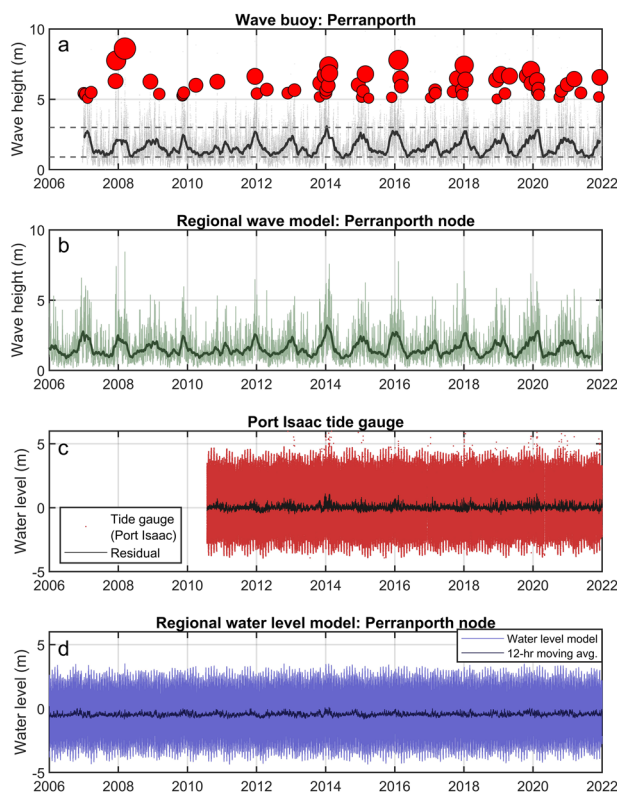 Wave buoy: Perranporth
a
Wave height (m)
10
5
0
2006 2008 2010 2012 2014 2016 2018 2020 2022
Regional wave model: Perranporth node
b
Wave height (m)
10
5
0
2006 2008 2010 2012 2014 2016 2018 2020 2022
Port Isaac tide gauge
c
Water level (m)
5
0
-5
Tide gauge
(Port Isaac)
Residual
2006 2008 2010 2012 2014 2016 2018 2020 2022
Regional water level model: Perranporth node
d
Water level (m)
5
0
-5
Water level model
12-hr moving avg.
2006 2008 2010 2012 2014 2016 2018 2020 2022